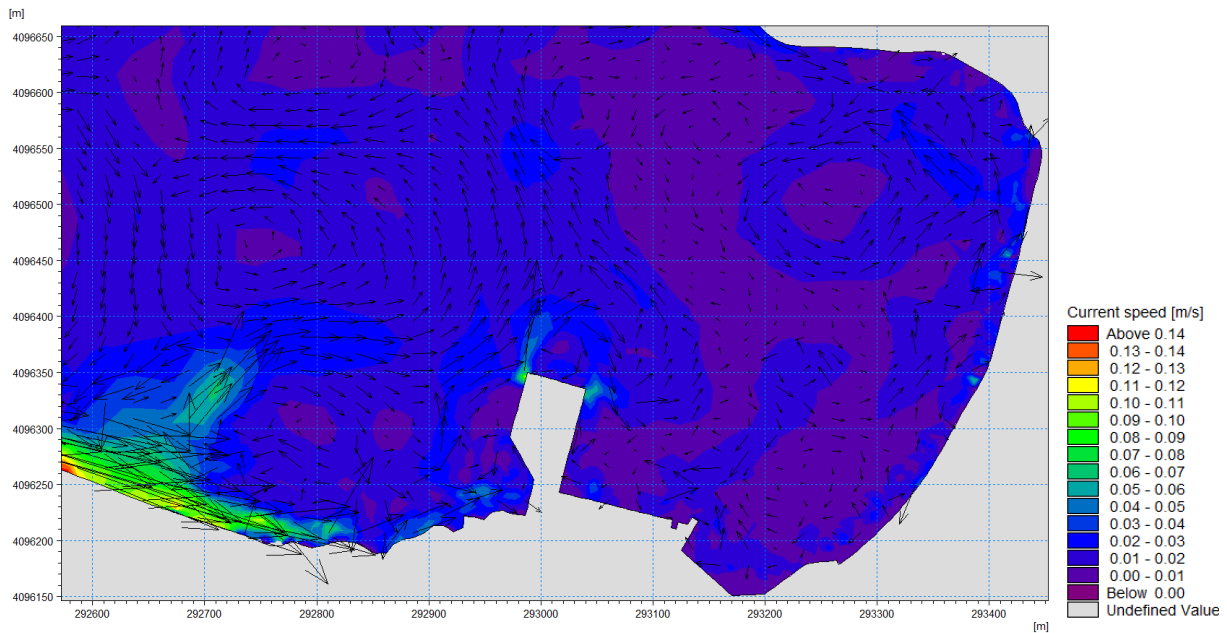 [m]
4096650
4096600
4096550
4096500
4096450
4096400
4096350
4096300
4096250
4096200
4096150
292600 292700 292800 292900 293000 293100 293200 293300 293400
[m]
Current speed [m/s]
Above 0.14
0.13 - 0.14
0.12 - 0.13
0.11 - 0.12
0.10 - 0.11
0.09 - 0.10
0.08 - 0.09
0.07 - 0.08
0.06 - 0.07
0.05 - 0.06
0.04 - 0.05
0.03 - 0.04
0.02 - 0.03
0.01 - 0.02
0.00 - 0.01
Below 0.00
Undefined Value